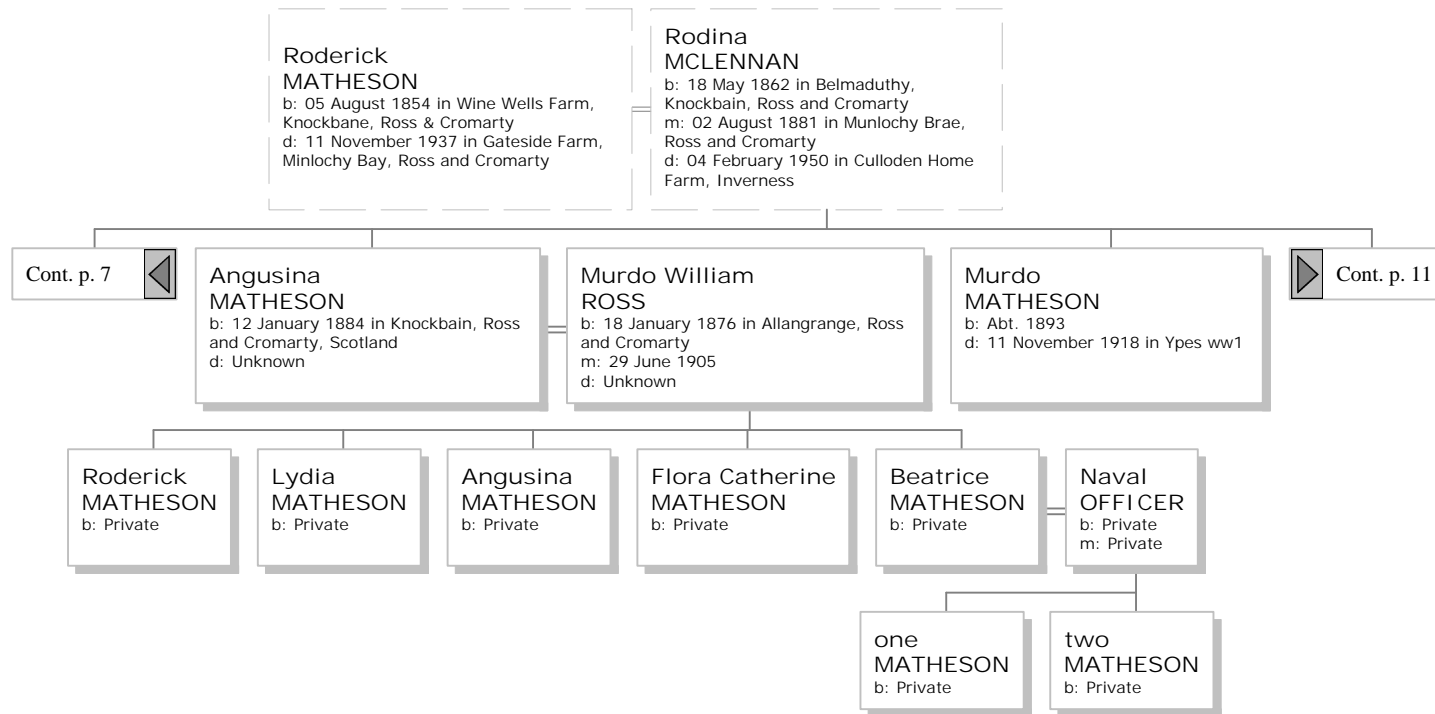 Roderick
MATHESON
b: 05 August 1854 in Wine Wells Farm,
Knockbane, Ross & Cromarty
d: 11 November 1937 in Gateside Farm,
Minlochy Bay, Ross and Cromarty
Rodina
MCLENNAN
b: 18 May 1862 in Belmaduthy,
Knockbain, Ross and Cromarty
m: 02 August 1881 in Munlochy Brae,
Ross and Cromarty
d: 04 February 1950 in Culloden Home
Farm, Inverness
Cont. p. 7
Angusina
MATHESON
b: 12 January 1884 in Knockbain, Ross
and Cromarty, Scotland
d: Unknown
Murdo William
ROSS
b: 18 January 1876 in Allangrange, Ross
and Cromarty
m: 29 June 1905
d: Unknown
Murdo
MATHESON
b: Abt. 1893
d: 11 November 1918 in Ypes ww1
Cont. p. 11
Roderick
MATHESON
b: Private
Lydia
MATHESON
b: Private
Angusina
MATHESON
b: Private
Flora Catherine
MATHESON
b: Private
Beatrice
MATHESON
b: Private
Naval
OFFICER
b: Private
m: Private
one
MATHESON
b: Private
two
MATHESON
b: Private